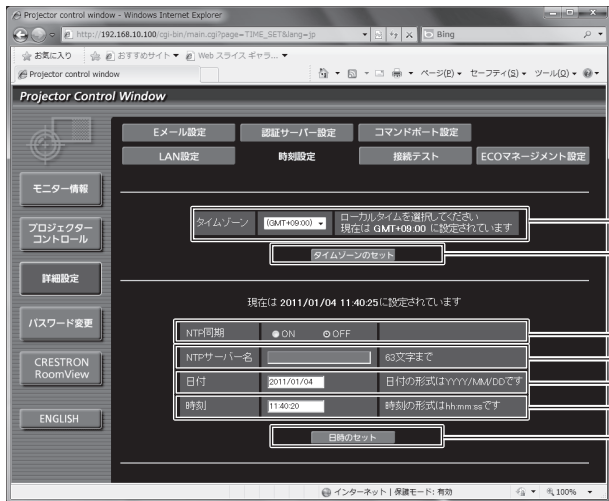 Projector control window - Windows Internet Explorer
http://192.168.10.100/cgi-bin/main.cgi?page=TIME_SET&lang=jp
Bing
お気に入り おすすめサイト Web スライス ギャラ...
Projector control window
ページ(P) セーフティ(S) ツール(O)
Projector Control Window
Eメール設定 認証サーバー設定 コマンドポート設定
LAN設定 時刻設定 接続テスト ECOマネージメント設定
モニター情報
プロジェクター
コントロール
詳細設定
パスワード変更
CRESTRON
RoomView
ENGLISH
タイムゾーン (GMT+09:00) ローカルタイムを選択してください
現在は GMT+09:00 に設定されています
タイムゾーンのセット
現在は 2011/01/04 11:40:25に設定されています
NTP同期 ON OFF
NTPサーバー名 63文字まで
日付 2011/01/04 日付の形式はYYYY/MM/DDです
時刻 11:40:20 時刻の形式はhh:mm:ssです
日時のセット
インターネット | 保護モード: 有効 100%